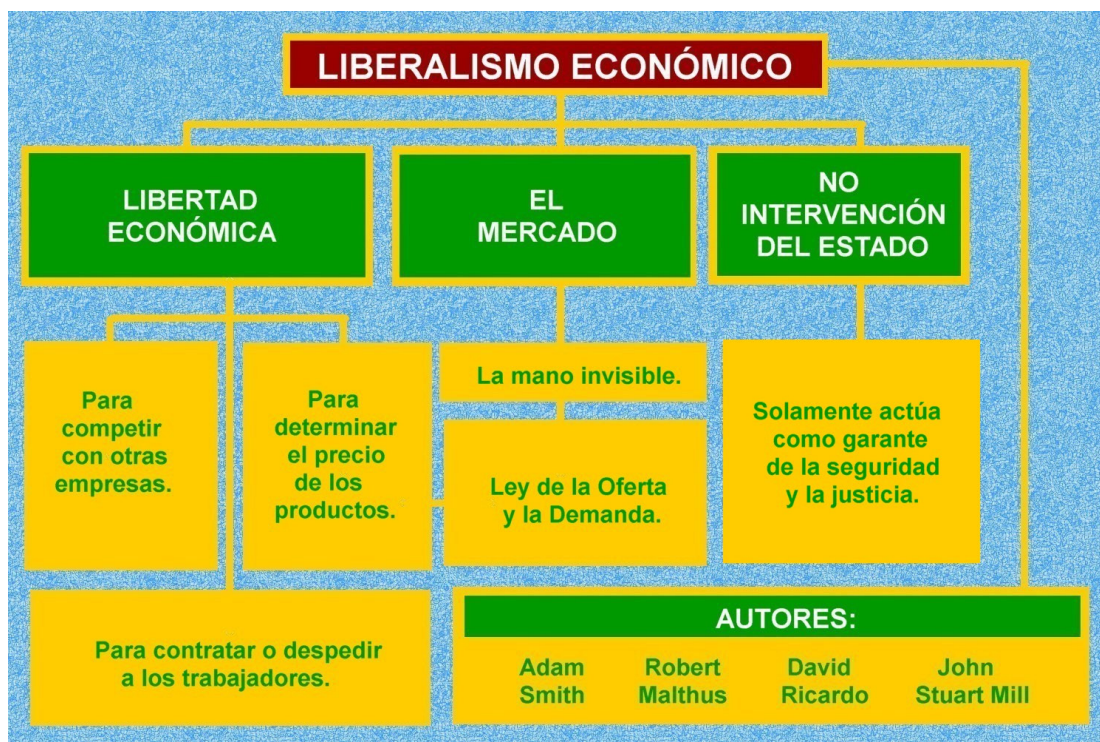 LIBERALISMO ECONÓMICO
LIBERTAD
ECONÓMICA
EL
MERCADO
NO
INTERVENCIÓN
DEL ESTADO
Para
competir
con otras
empresas.
Para
determinar
el precio
de los
productos.
La mano invisible.
Ley de la Oferta
y la Demanda.
Solamente actúa
como garante
de la seguridad
y la justicia.
Para contratar o despedir
a los trabajadores.
AUTORES:
Adam
Smith
Robert
Malthus
David
Ricardo
John
Stuart Mill